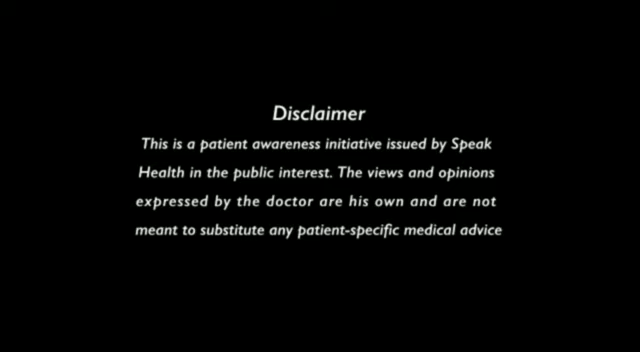 Disclaimer
This is a patient awareness initiative issued by Speak
Health in the public interest. The views and opinions
expressed by the doctor are his own and are not
meant to substitute any patient-specific medical advice